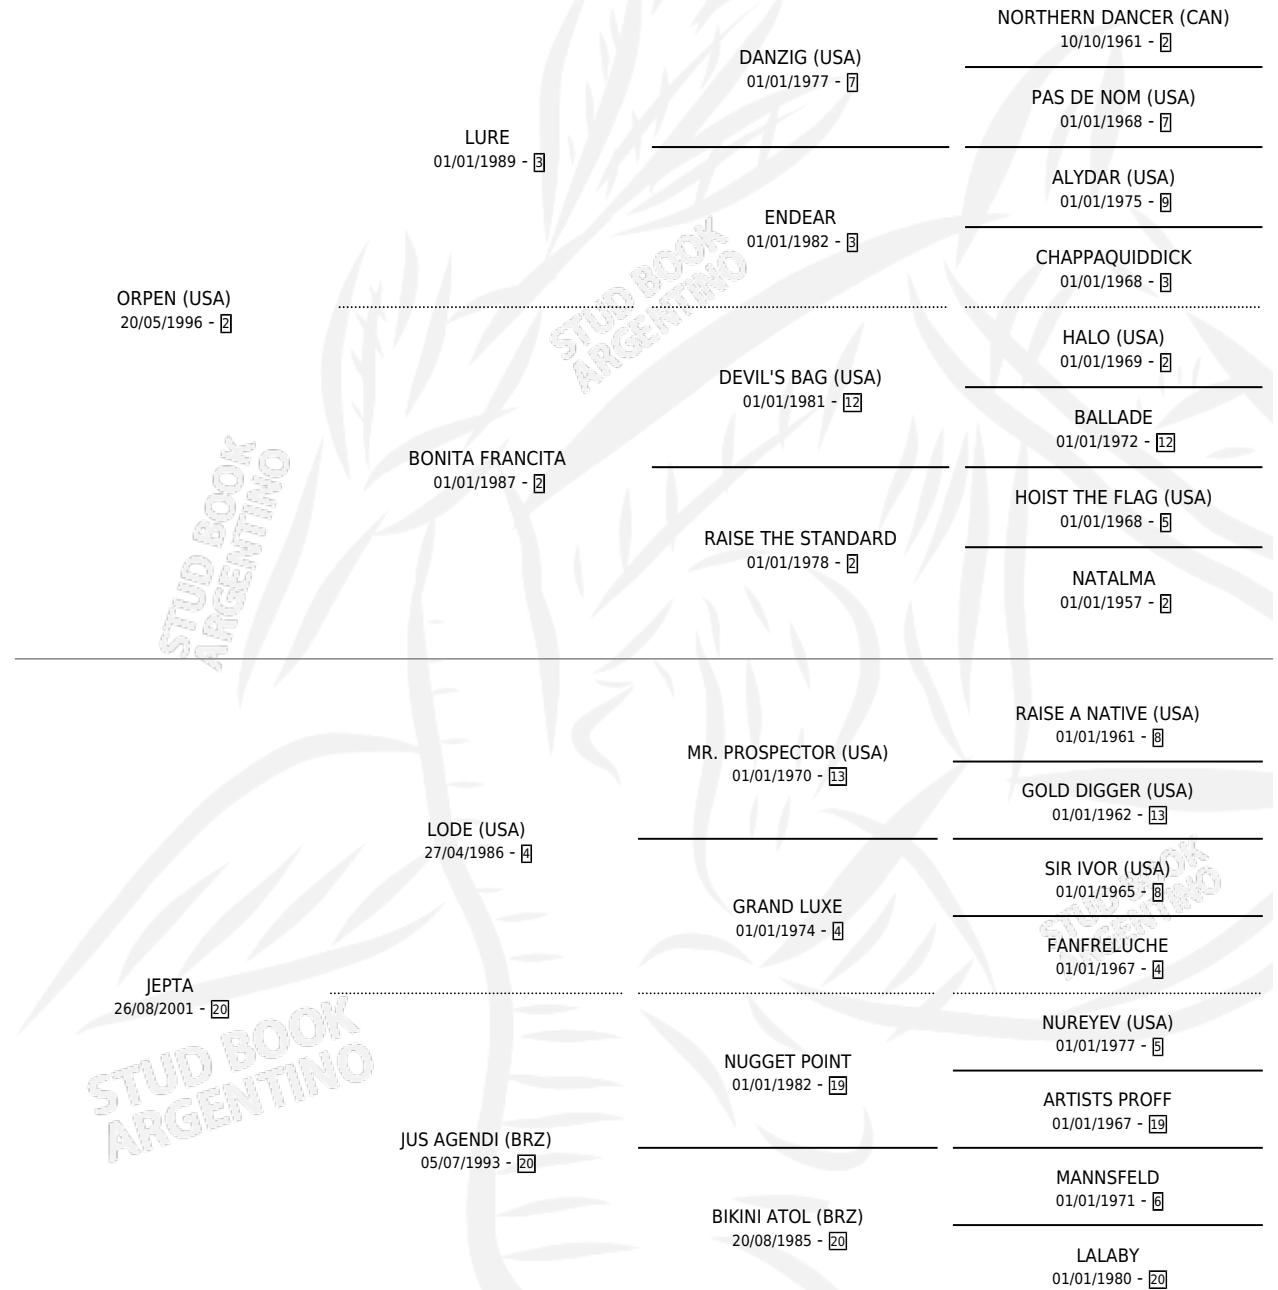 NORTHERN DANCER (CAN)
10/10/1961 - 2
DANZIG (USA)
01/01/1977 - 7
PAS DE NOM (USA)
01/01/1968 - 7
LURE
01/01/1989 - 3
ALYDAR (USA)
01/01/1975 - 9
ENDEAR
01/01/1982 - 3
CHAPPAQUIDDICK
01/01/1968 - 3
ORPEN (USA)
20/05/1996 - 2
HALO (USA)
01/01/1969 - 2
DEVIL'S BAG (USA)
01/01/1981 - 12
BALLADE
01/01/1972 - 12
BONITA FRANCITA
01/01/1987 - 2
HOIST THE FLAG (USA)
01/01/1968 - 5
RAISE THE STANDARD
01/01/1978 - 2
NATALMA
01/01/1957 - 2
STUD BOOK
ARGENTINO
STUD BOOK
ARGENTINO
RAISE A NATIVE (USA)
01/01/1961 - 8
MR. PROSPECTOR (USA)
01/01/1970 - 13
GOLD DIGGER (USA)
01/01/1962 - 13
LODE (USA)
27/04/1986 - 4
SIR IVOR (USA)
01/01/1965 - 8
GRAND LUXE
01/01/1974 - 4
FANFRELUCHE
01/01/1967 - 4
JEPTA
26/08/2001 - 20
NUREYEV (USA)
01/01/1977 - 5
NUGGET POINT
01/01/1982 - 19
ARTISTS PROFF
01/01/1967 - 19
JUS AGENDI (BRZ)
05/07/1993 - 20
MANNSFELD
01/01/1971 - 6
BIKINI ATOL (BRZ)
20/08/1985 - 20
LALABY
01/01/1980 - 20
STUD BOOK
ARGENTINO
STUD BOOK
ARGENTINO